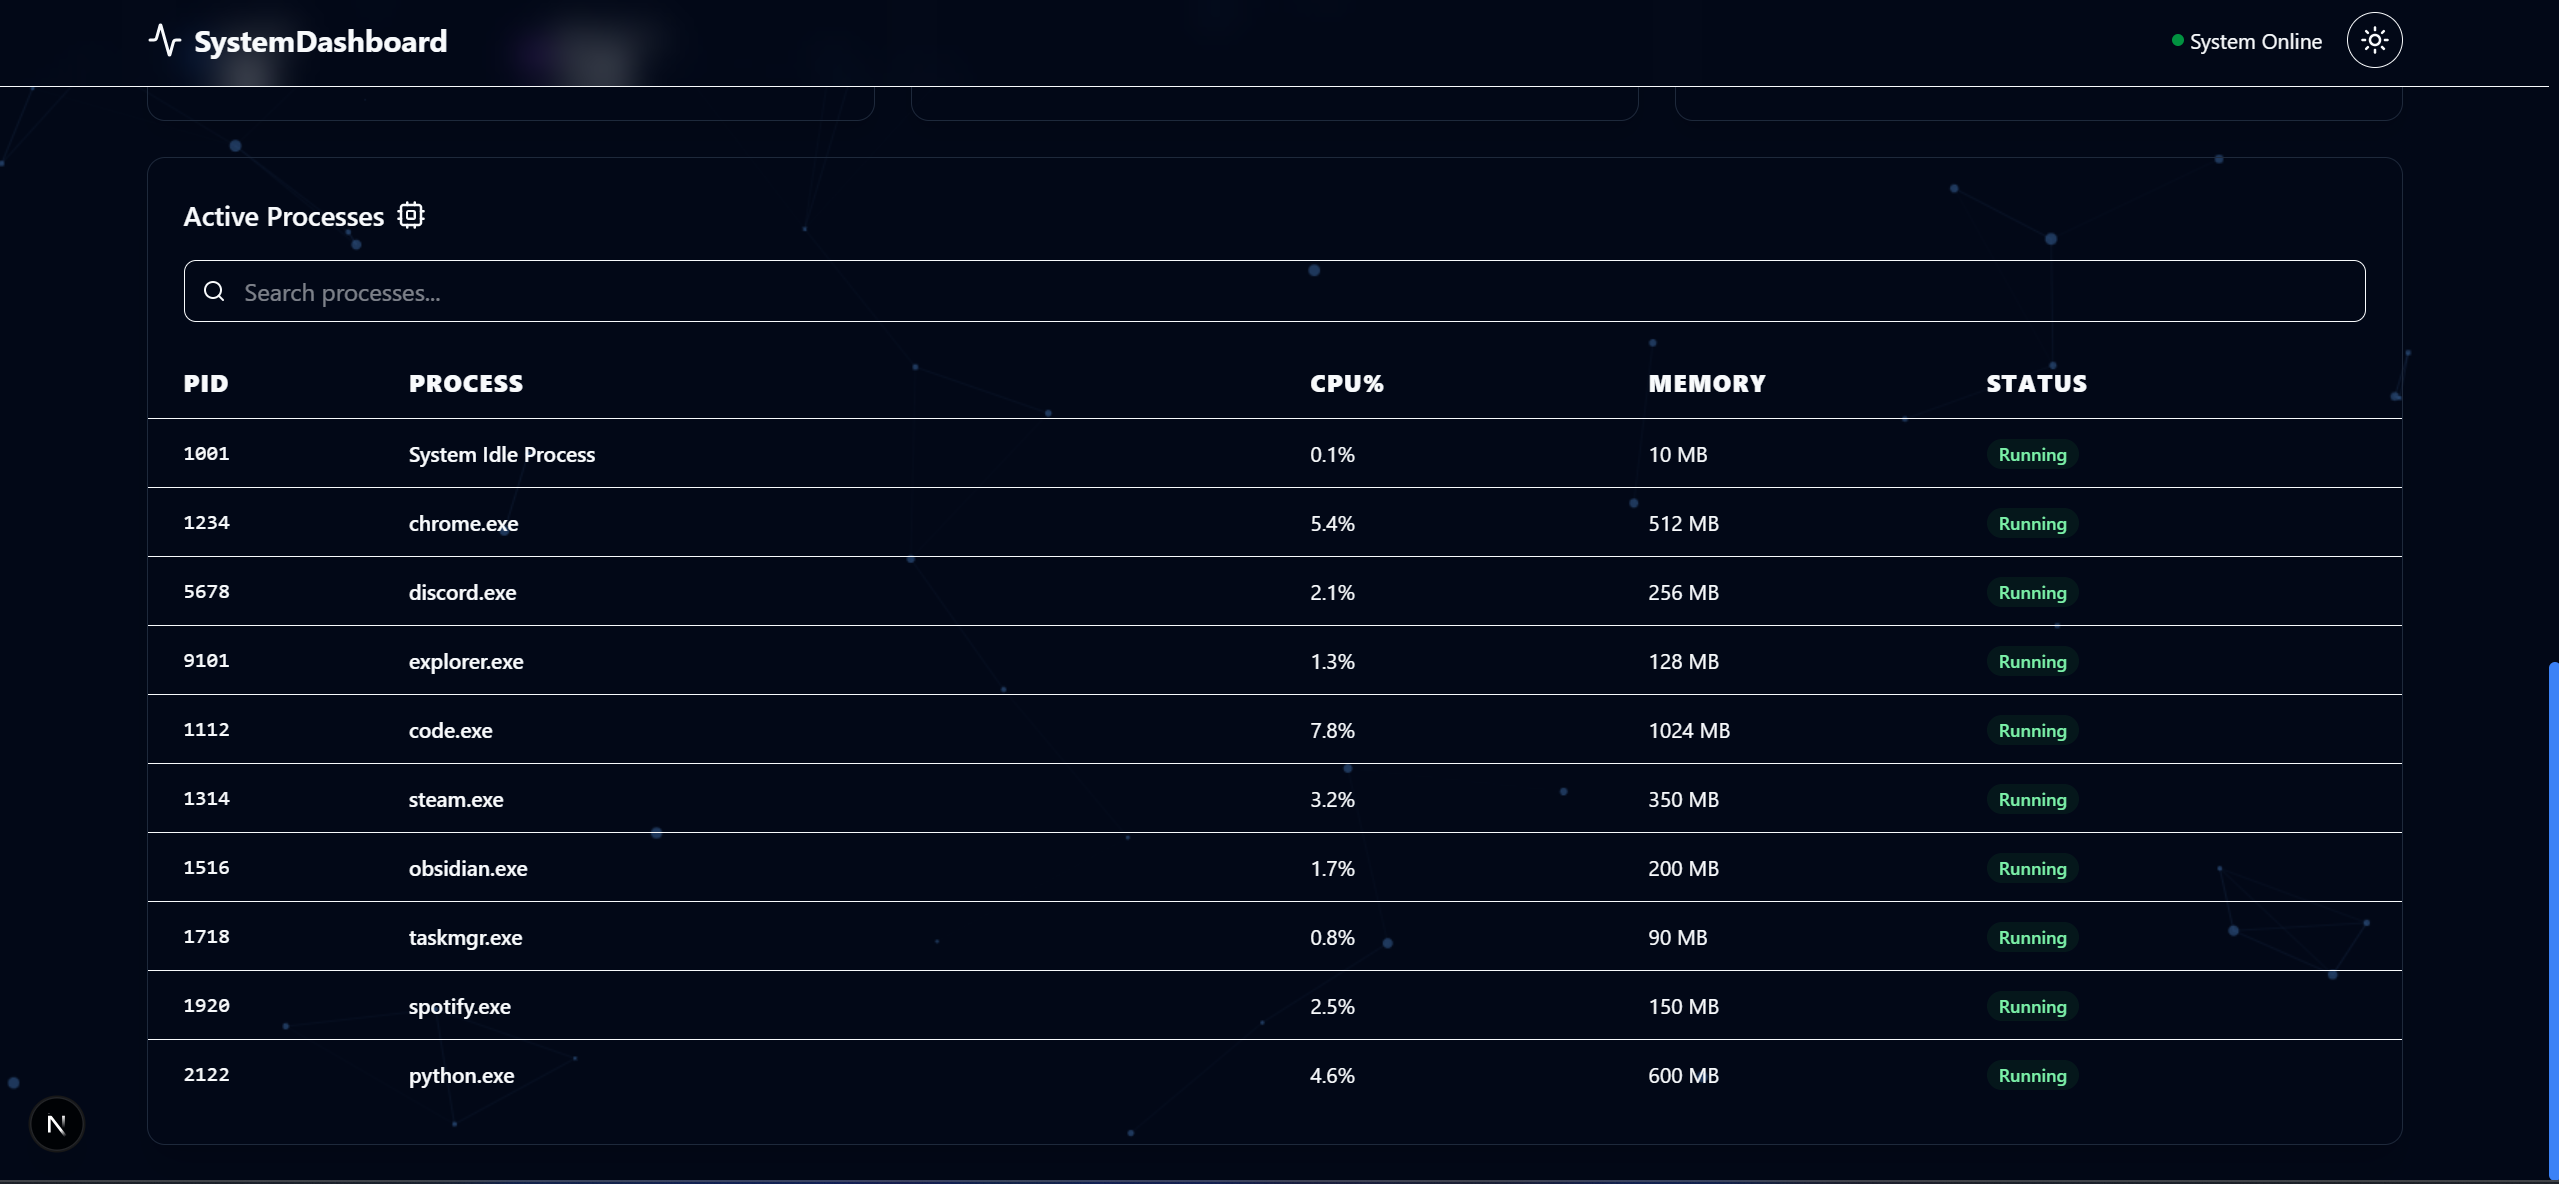 SystemDashboard
System Online
Active Processes
Search processes...
PID PROCESS CPU% MEMORY STATUS
1001 System Idle Process 0.1% 10 MB Running
1234 chrome.exe 5.4% 512 MB Running
5678 discord.exe 2.1% 256 MB Running
9101 explorer.exe 1.3% 128 MB Running
1112 code.exe 7.8% 1024 MB Running
1314 steam.exe 3.2% 350 MB Running
1516 obsidian.exe 1.7% 200 MB Running
1718 taskmgr.exe 0.8% 90 MB Running
1920 spotify.exe 2.5% 150 MB Running
2122 python.exe 4.6% 600 MB Running
N